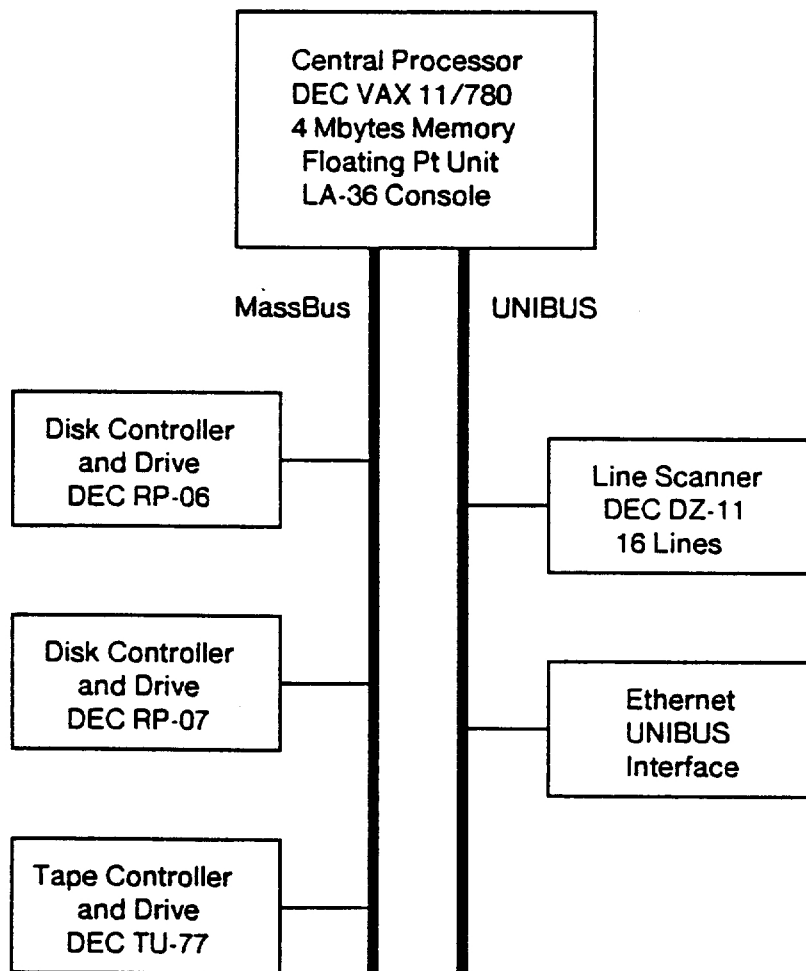 Central Processor
DEC VAX 11/780
4 Mbytes Memory
Floating Pt Unit
LA-36 Console
MassBus
UNIBUS
Disk Controller
and Drive
DEC RP-06
Line Scanner
DEC DZ-11
16 Lines
Disk Controller
and Drive
DEC RP-07
Ethernet
UNIBUS
Interface
Tape Controller
and Drive
DEC TU-77